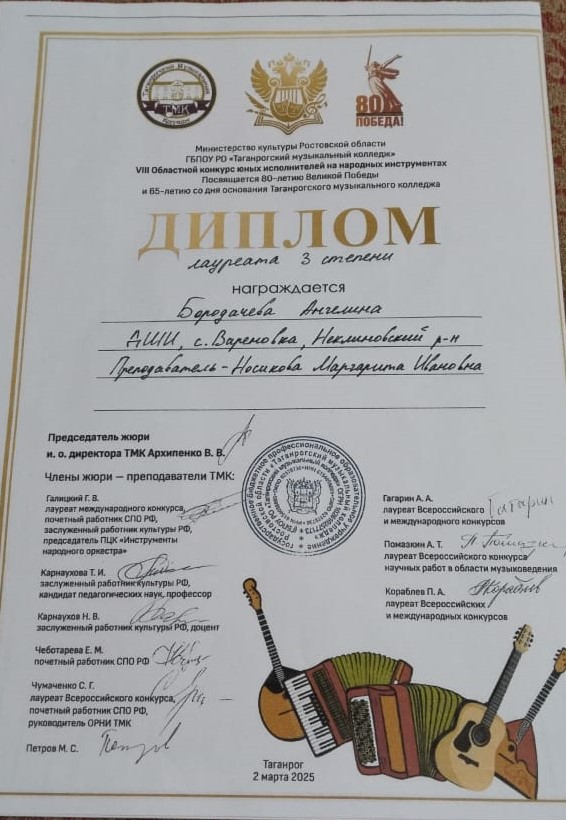 Таганрогский Музыкальный
ТМК
Колледж
80
ПОБЕДА!
Министерство культуры Ростовской области
ГБПОУ РО «Таганрогский музыкальный колледж»
VIII Областной конкурс юных исполнителей на народных инструментах
Посвящается 80-летию Великой Победы
и 65-летию со дня основания Таганрогского музыкального колледжа
ДИПЛОМ
лауреата 3 степени
награждается
Бородачева Ангелина
ДШИ, с. Вареновка, Неклиновский р-н
Преподаватель - Носикова Маргарита Ивановна
Председатель жюри
и. о. директора ТМК Архипенко В. В.
Члены жюри — преподаватели ТМК:
Галицкий Г. В.
лауреат международного конкурса,
почетный работник СПО РФ,
заслуженный работник культуры РФ,
председатель ПЦК «Инструменты
народного оркестра»
Карнаухова Т. И.
заслуженный работник культуры РФ,
кандидат педагогических наук, профессор
Карнаухов Н. В.
заслуженный работник культуры РФ, доцент
Чеботарева Е. М.
почетный работник СПО РФ
Чумаченко С. Г.
лауреат Всероссийского конкурса,
почетный работник СПО РФ,
руководитель ОРНИ ТМК
Петров М. С.
Гагарин А. А.
лауреат Всероссийского
и международного конкурсов
Гагарин
Помазкин А. Т.
лауреат Всероссийского конкурса
научных работ в области музыковедения
Кораблев П. А.
лауреат Всероссийских
и международных конкурсов
Таганрог
2 марта 2025